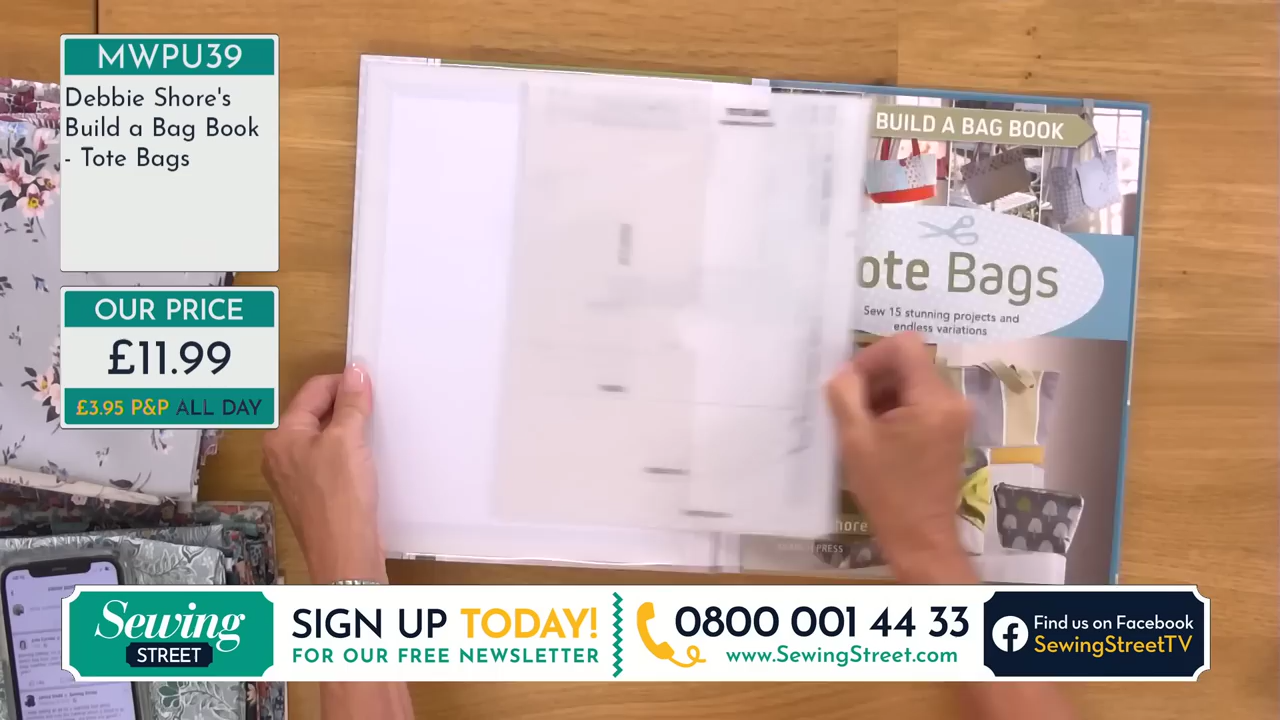 MWPU39
Debbie Shore's
Build a Bag Book
- Tote Bags
OUR PRICE
£11.99
£3.95 P&P ALL DAY
BUILD A BAG BOOK
ote Bags
Sew 15 stunning projects and
endless variations
hore
PRESS
Sewing
STREET
SIGN UP TODAY!
FOR OUR FREE NEWSLETTER
0800 001 44 33
www.SewingStreet.com
Find us on Facebook
SewingStreetTV